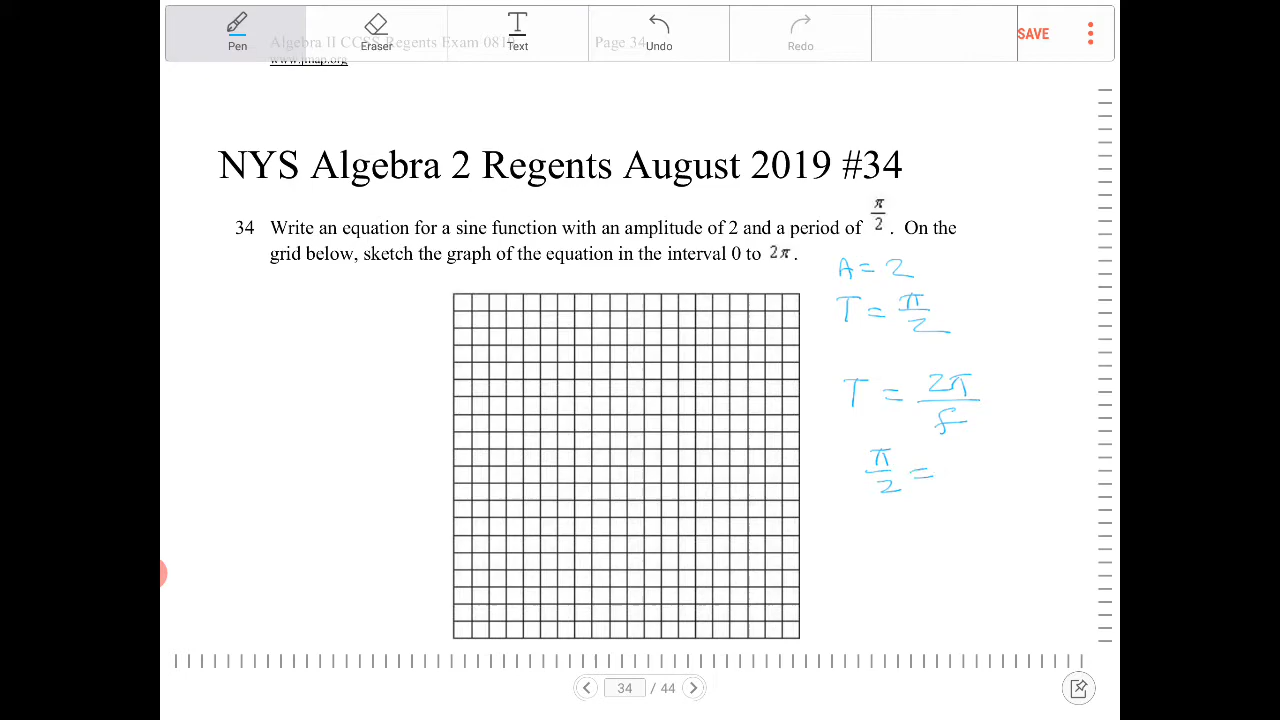 Pen
Eraser
Text
Undo
Redo
SAVE
Algebra II CCSS Regents Exam 0819 Page 34
www.jmap.org
NYS Algebra 2 Regents August 2019 #34
34 Write an equation for a sine function with an amplitude of 2 and a period of π/2 . On the
grid below, sketch the graph of the equation in the interval 0 to 2π.
A = 2
T = π/2
T = 2π/f
π/2 =
34 / 44